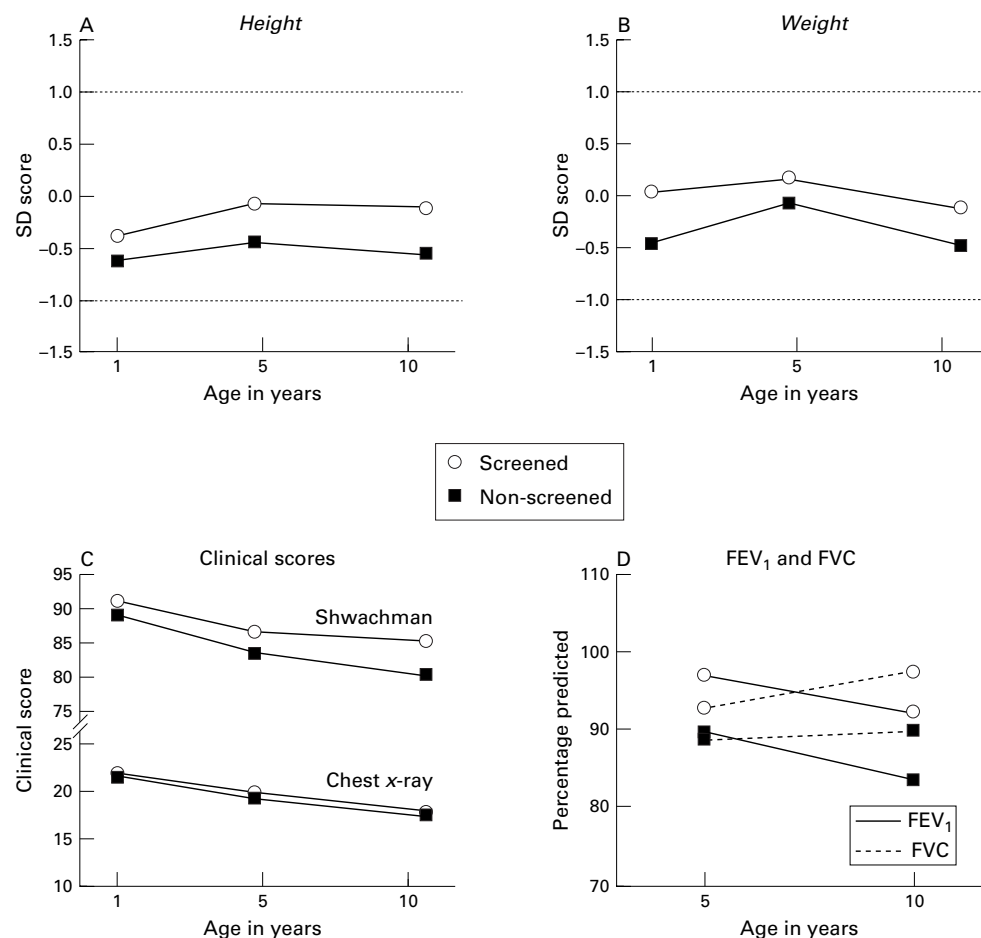 A
Height
1.5
1.0
0.5
0.0
–0.5
–1.0
–1.5
SD score
1
5
10
Age in years
B
Weight
1.5
1.0
0.5
0.0
–0.5
–1.0
–1.5
SD score
1
5
10
Age in years
Screened
Non-screened
C
Clinical scores
95
90
85
80
75
25
20
15
10
Clinical score
Shwachman
Chest x-ray
1
5
10
Age in years
D
FEV₁ and FVC
110
100
90
80
70
Percentage predicted
FEV₁
FVC
5
10
Age in years